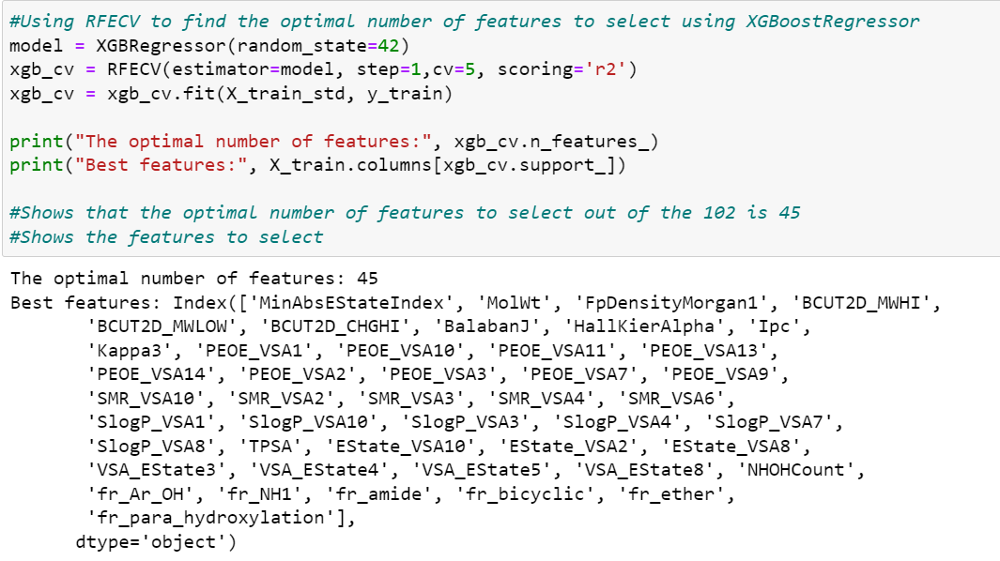 #Using RFECV to find the optimal number of features to select using XGBoostRegressor
model = XGBRegressor(random_state=42)
xgb_cv = RFECV(estimator=model, step=1,cv=5, scoring='r2')
xgb_cv = xgb_cv.fit(X_train_std, y_train)
print("The optimal number of features:", xgb_cv.n_features_)
print("Best features:", X_train.columns[xgb_cv.support_])
#Shows that the optimal number of features to select out of the 102 is 45
#Shows the features to select
The optimal number of features: 45
Best features: Index(['MinAbsEStateIndex', 'MolWt', 'FpDensityMorgan1', 'BCUT2D_MWHI',
'BCUT2D_MWLOW', 'BCUT2D_CHGHI', 'BalabanJ', 'HallKierAlpha', 'Ipc',
'Kappa3', 'PEOE_VSA1', 'PEOE_VSA10', 'PEOE_VSA11', 'PEOE_VSA13',
'PEOE_VSA14', 'PEOE_VSA2', 'PEOE_VSA3', 'PEOE_VSA7', 'PEOE_VSA9',
'SMR_VSA10', 'SMR_VSA2', 'SMR_VSA3', 'SMR_VSA4', 'SMR_VSA6',
'SlogP_VSA1', 'SlogP_VSA10', 'SlogP_VSA3', 'SlogP_VSA4', 'SlogP_VSA7',
'SlogP_VSA8', 'TPSA', 'EState_VSA10', 'EState_VSA2', 'EState_VSA8',
'VSA_EState3', 'VSA_EState4', 'VSA_EState5', 'VSA_EState8', 'NHOHCount',
'fr_Ar_OH', 'fr_NH1', 'fr_amide', 'fr_bicyclic', 'fr_ether',
'fr_para_hydroxylation'],
dtype='object')